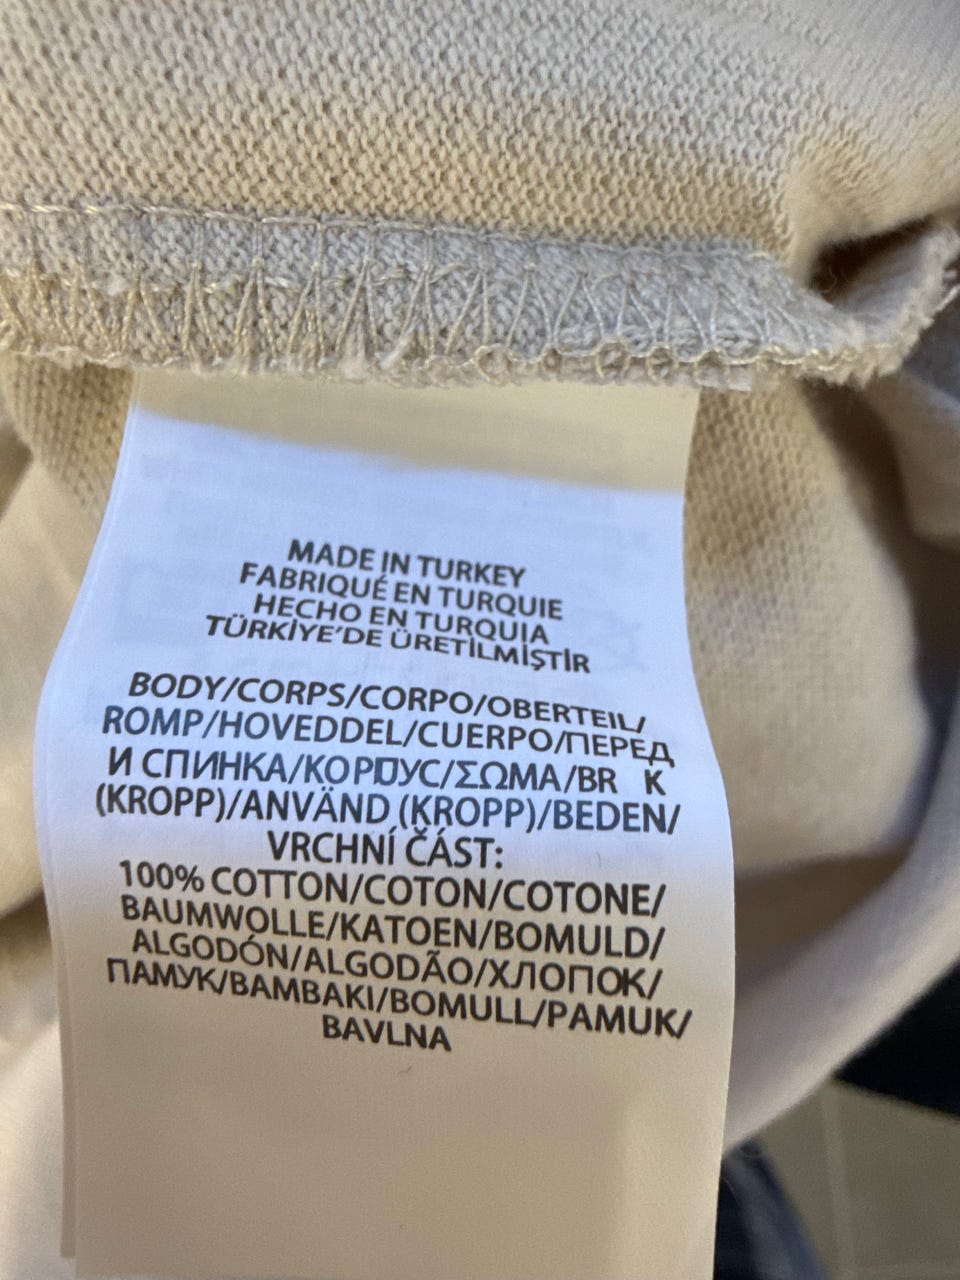 MADE IN TURKEY
FABRIQUÉ EN TURQUIE
HECHO EN TURQUIA
TÜRKİYE'DE ÜRETİLMİŞTİR
BODY/CORPS/CORPO/OBERTEIL/
ROMP/HOVEDDEL/CUERPO/ПЕРЕД
И СПИНКА/КОРПУС/ΣΩΜΑ/BR K
(KROPP)/ANVÄND (KROPP)/BEDEN/
VRCHNÍ ČÁST:
100% COTTON/COTON/COTONE/
BAUMWOLLE/KATOEN/BOMULD/
ALGODÓN/ALGODÃO/ХЛОПОК/
ПАМУК/BAMBAKI/BOMULL/PAMUK/
BAVLNA